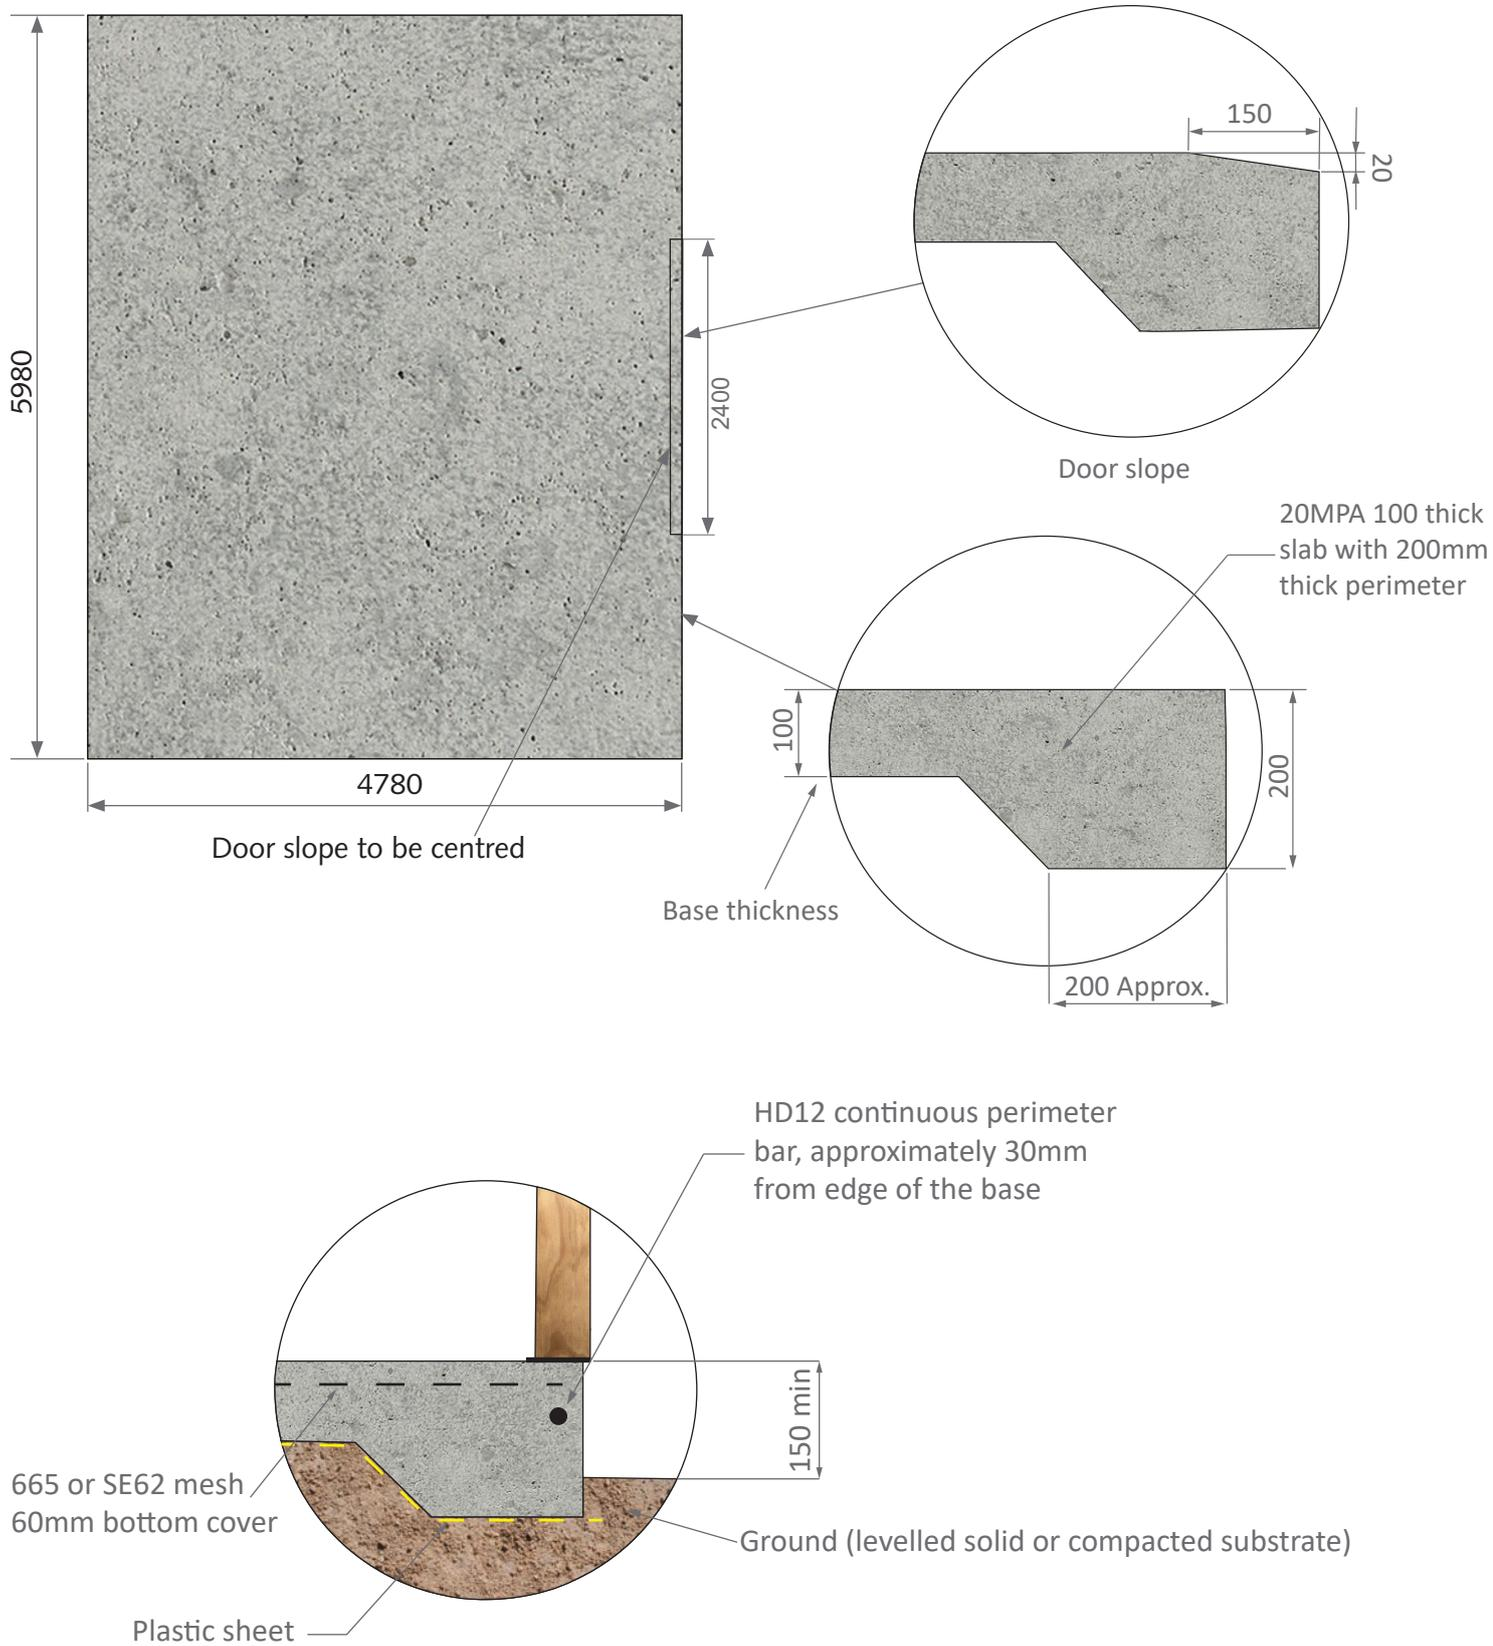 150
20
5980
2400
Door slope
20MPA 100 thick
slab with 200mm
thick perimeter
100
200
4780
Door slope to be centred
Base thickness
200 Approx.
HD12 continuous perimeter
bar, approximately 30mm
from edge of the base
150 min
665 or SE62 mesh
60mm bottom cover
Ground (levelled solid or compacted substrate)
Plastic sheet